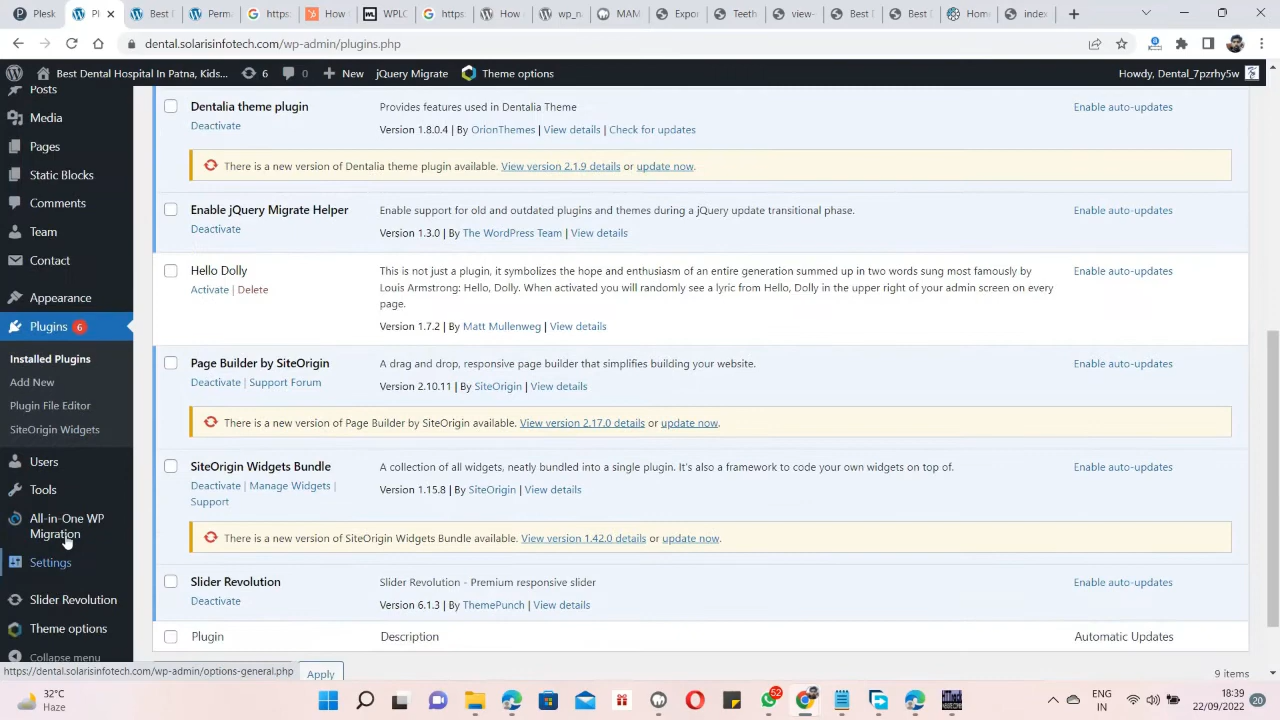 Plesk
Pl
Best I
Perm
https:
How
WPLC
https
How
wp_n
MAM
Expor
Teeth
view-
Best [
Best [
Home
index
dental.solarisinfotech.com/wp-admin/plugins.php
Best Dental Hospital In Patna, Kids... 6 0 New jQuery Migrate Theme options Howdy, Dental_7pzrhy5w
Posts
Media
Pages
Static Blocks
Comments
Team
Contact
Appearance
Plugins 6
Installed Plugins
Add New
Plugin File Editor
SiteOrigin Widgets
Users
Tools
All-in-One WP
Migration
Settings
Slider Revolution
Theme options
Collapse menu
Dentalia theme plugin Provides features used in Dentalia Theme Enable auto-updates
Deactivate Version 1.8.0.4 | By OrionThemes | View details | Check for updates
There is a new version of Dentalia theme plugin available. View version 2.1.9 details or update now.
Enable jQuery Migrate Helper Enable support for old and outdated plugins and themes during a jQuery update transitional phase. Enable auto-updates
Deactivate Version 1.3.0 | By The WordPress Team | View details
Hello Dolly This is not just a plugin, it symbolizes the hope and enthusiasm of an entire generation summed up in two words sung most famously by Enable auto-updates
Activate | Delete Louis Armstrong: Hello, Dolly. When activated you will randomly see a lyric from Hello, Dolly in the upper right of your admin screen on every
page.
Version 1.7.2 | By Matt Mullenweg | View details
Page Builder by SiteOrigin A drag and drop, responsive page builder that simplifies building your website. Enable auto-updates
Deactivate | Support Forum Version 2.10.11 | By SiteOrigin | View details
There is a new version of Page Builder by SiteOrigin available. View version 2.17.0 details or update now.
SiteOrigin Widgets Bundle A collection of all widgets, neatly bundled into a single plugin. It's also a framework to code your own widgets on top of. Enable auto-updates
Deactivate | Manage Widgets | Version 1.15.8 | By SiteOrigin | View details
Support
There is a new version of SiteOrigin Widgets Bundle available. View version 1.42.0 details or update now.
Slider Revolution Slider Revolution - Premium responsive slider Enable auto-updates
Deactivate Version 6.1.3 | By ThemePunch | View details
Plugin Description Automatic Updates
https://dental.solarisinfotech.com/wp-admin/options-general.php Apply 9 items
32°C
Haze
52
ENG
IN
18:39
22/09/2022
20